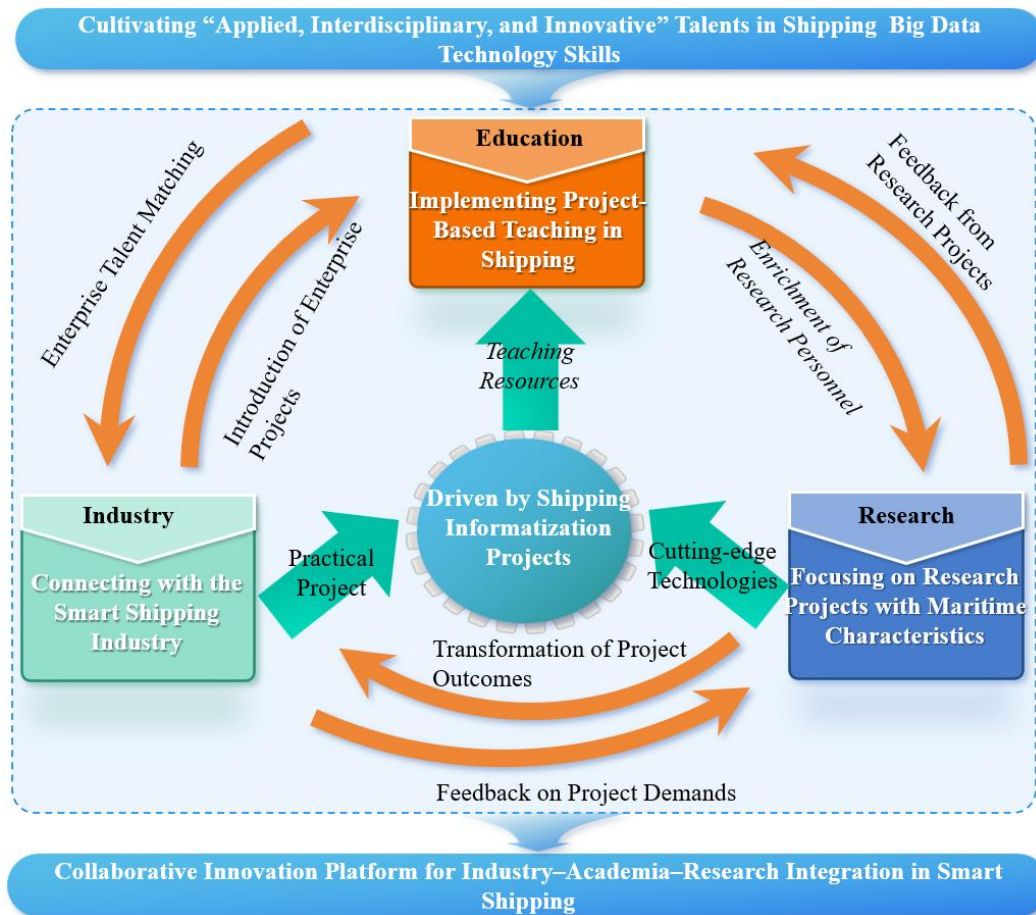 Cultivating “Applied, Interdisciplinary, and Innovative” Talents in Shipping  Big Data
Technology Skills
Education
Implementing Project-
Based Teaching in
Shipping
Enterprise Talent Matching
Introduction of Enterprise
Projects
Feedback from
Research Projects
Enrichment of
Research Personnel
Teaching
Resources
Industry
Connecting with the
Smart Shipping
Industry
Practical
Project
Driven by Shipping
Informatization
Projects
Cutting-edge
Technologies
Research
Focusing on Research
Projects with Maritime
Characteristics
Transformation of Project
Outcomes
Feedback on Project Demands
Collaborative Innovation Platform for Industry–Academia–Research Integration in Smart
Shipping